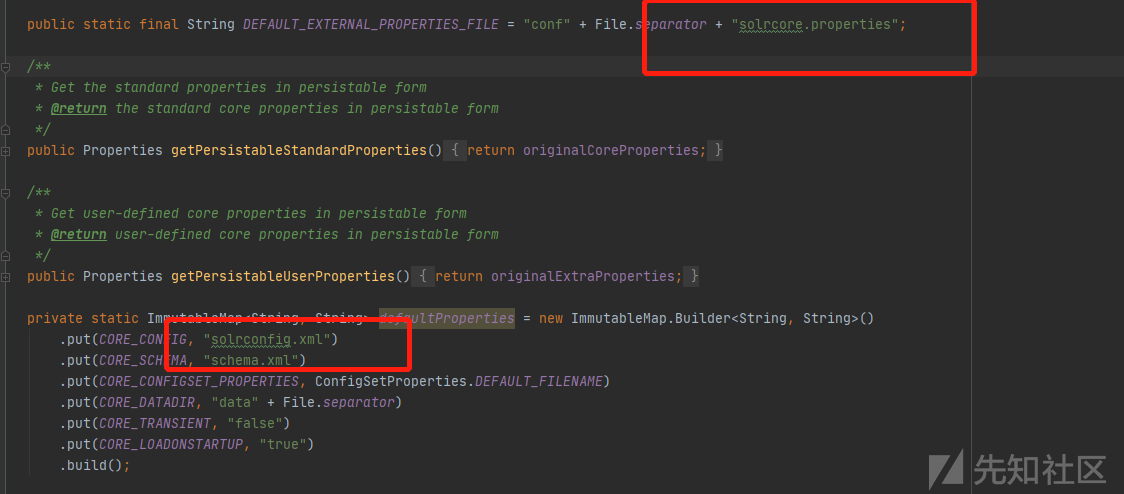 public static final String DEFAULT_EXTERNAL_PROPERTIES_FILE = "conf" + File.separator + "solrcore.properties";
/**
* Get the standard properties in persistable form
* @return the standard core properties in persistable form
*/
public Properties getPersistableStandardProperties() { return originalCoreProperties; }
/**
* Get user-defined core properties in persistable form
* @return user-defined core properties in persistable form
*/
public Properties getPersistableUserProperties() { return originalExtraProperties; }
private static ImmutableMap<String, String> defaultProperties = new ImmutableMap.Builder<String, String>()
.put(CORE_CONFIG, "solrconfig.xml")
.put(CORE_SCHEMA, "schema.xml")
.put(CORE_CONFIGSET_PROPERTIES, ConfigSetProperties.DEFAULT_FILENAME)
.put(CORE_DATADIR, "data" + File.separator)
.put(CORE_TRANSIENT, "false")
.put(CORE_LOADONSTARTUP, "true")
.build();
先知社区